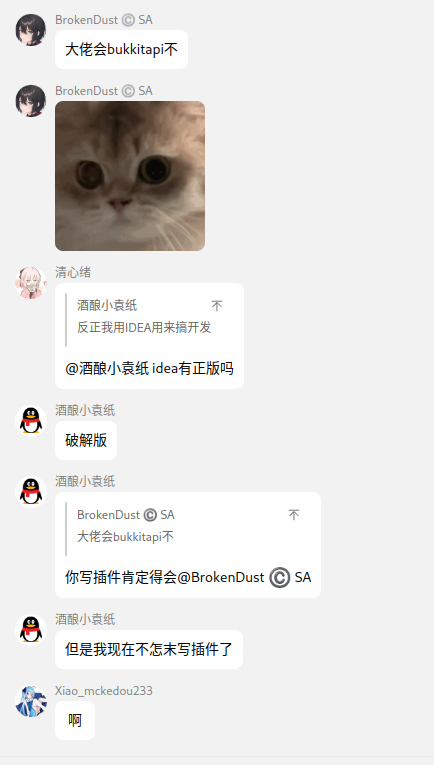 BrokenDust © SA
大佬会bukkitapi不
BrokenDust © SA
清心绪
酒酿小袁纸
反正我用IDEA用来搞开发
@酒酿小袁纸 idea有正版吗
酒酿小袁纸
破解版
酒酿小袁纸
BrokenDust © SA
大佬会bukkitapi不
你写插件肯定得会@BrokenDust © SA
酒酿小袁纸
但是我现在不怎末写插件了
Xiao_mckedou233
啊